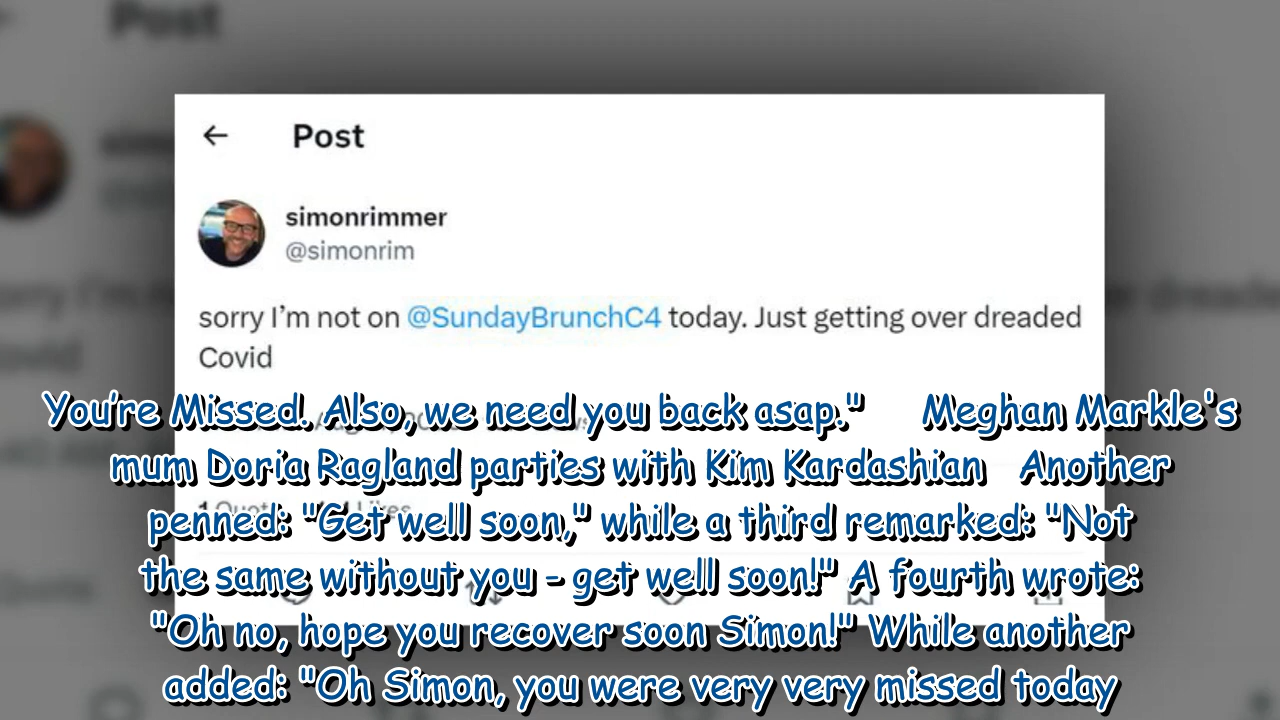 Post
Post
simonrimmer
@simonrim
sorry I’m not on @SundayBrunchC4 today. Just getting over dreaded
Covid
You’re Missed. Also, we need you back asap." Meghan Markle's
mum Doria Ragland parties with Kim Kardashian Another
penned: "Get well soon," while a third remarked: "Not
the same without you - get well soon!" A fourth wrote:
"Oh no, hope you recover soon Simon!" While another
added: "Oh Simon, you were very very missed today